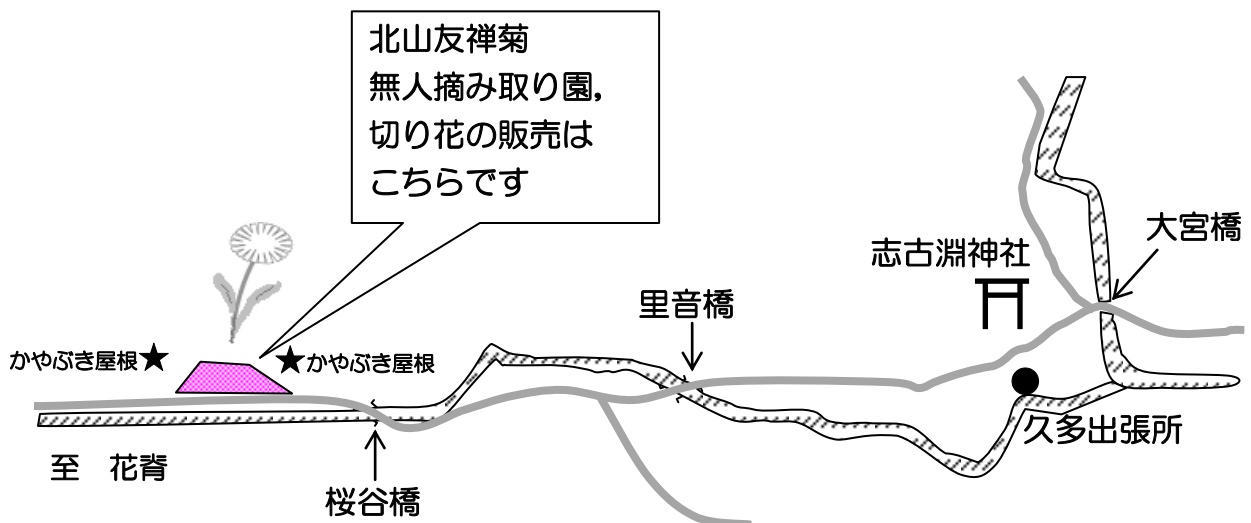 北山友禅菊
無人摘み取り園,
切り花の販売は
こちらです
大宮橋
志古淵神社
里音橋
かやぶき屋根★
★かやぶき屋根
久多出張所
至　花脊
桜谷橋